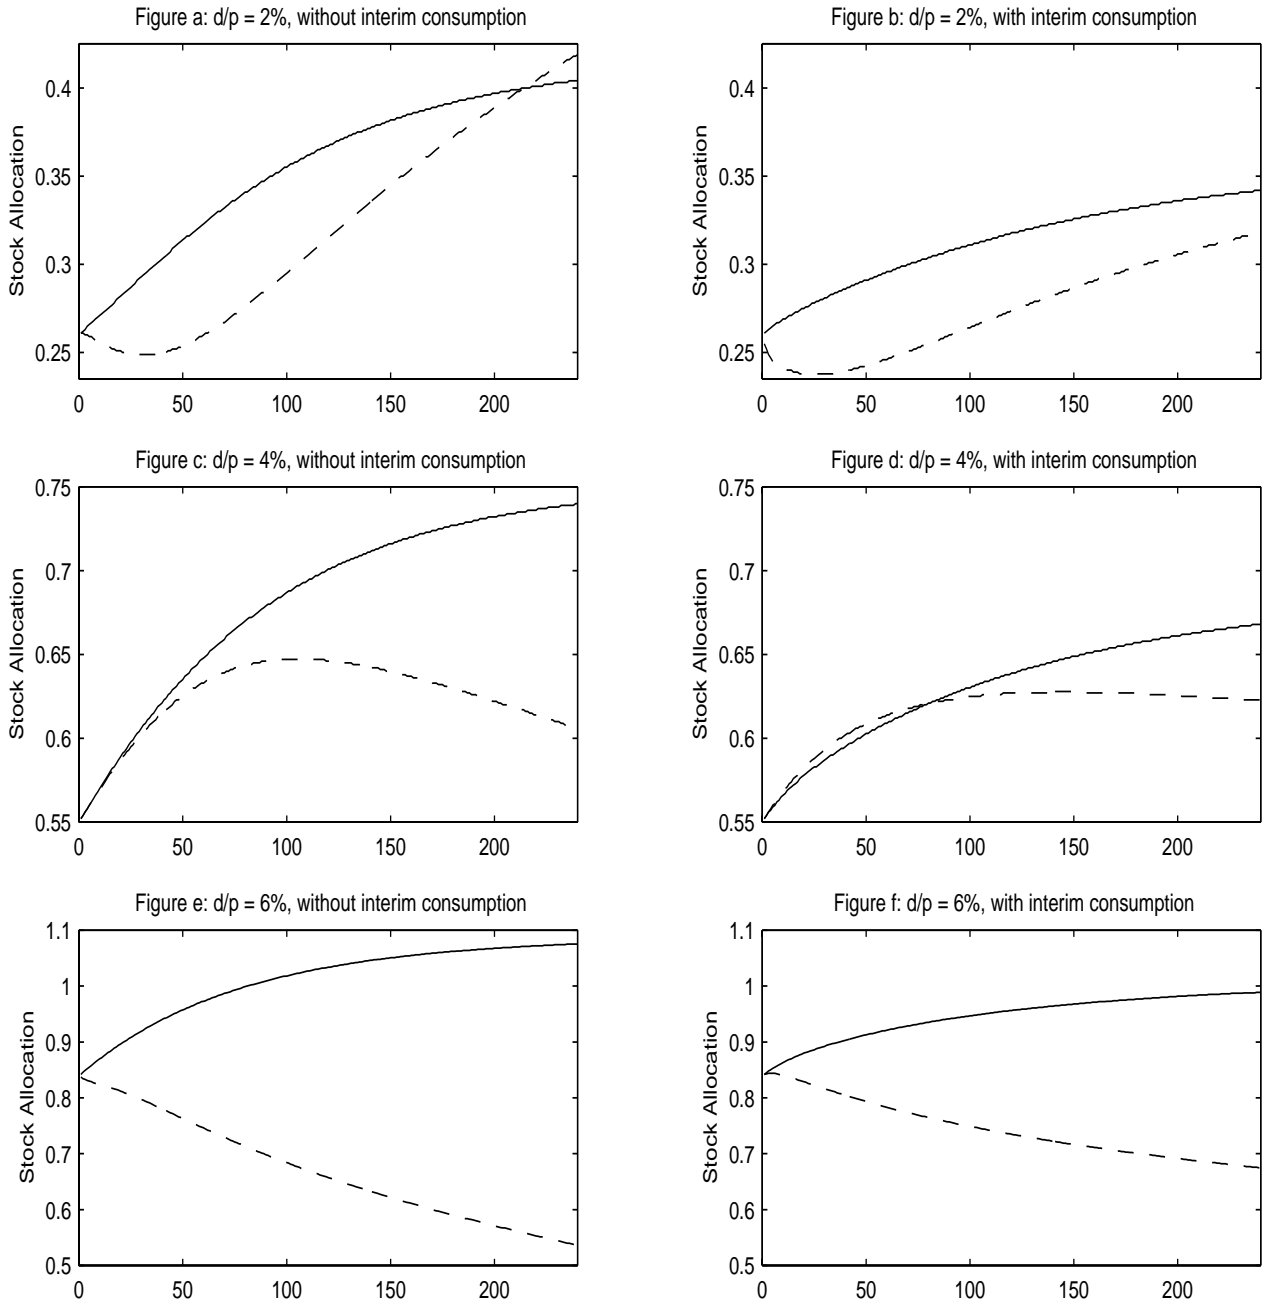 Figure a: d/p = 2%, without interim consumption
Stock Allocation
0.4
0.35
0.3
0.25
0 50 100 150 200
Figure b: d/p = 2%, with interim consumption
Stock Allocation
0.4
0.35
0.3
0.25
0 50 100 150 200
Figure c: d/p = 4%, without interim consumption
Stock Allocation
0.75
0.7
0.65
0.6
0.55
0 50 100 150 200
Figure d: d/p = 4%, with interim consumption
Stock Allocation
0.75
0.7
0.65
0.6
0.55
0 50 100 150 200
Figure e: d/p = 6%, without interim consumption
Stock Allocation
1.1
1
0.9
0.8
0.7
0.6
0.5
0 50 100 150 200
Figure f: d/p = 6%, with interim consumption
Stock Allocation
1.1
1
0.9
0.8
0.7
0.6
0.5
0 50 100 150 200